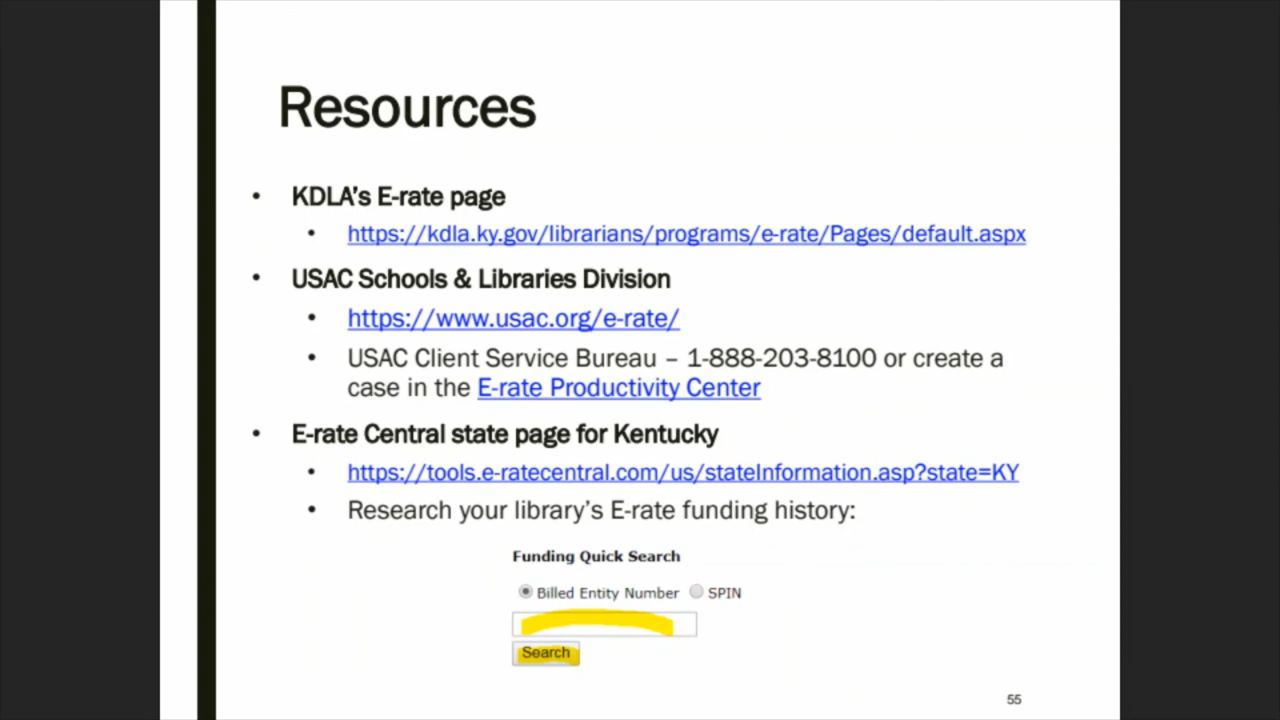 Resources
• KDLA's E-rate page
• https://kdla.ky.gov/librarians/programs/e-rate/Pages/default.aspx
• USAC Schools & Libraries Division
• https://www.usac.org/e-rate/
• USAC Client Service Bureau – 1-888-203-8100 or create a
case in the E-rate Productivity Center
• E-rate Central state page for Kentucky
• https://tools.e-ratecentral.com/us/stateInformation.asp?state=KY
• Research your library's E-rate funding history:
Funding Quick Search
Billed Entity Number SPIN
Search
55